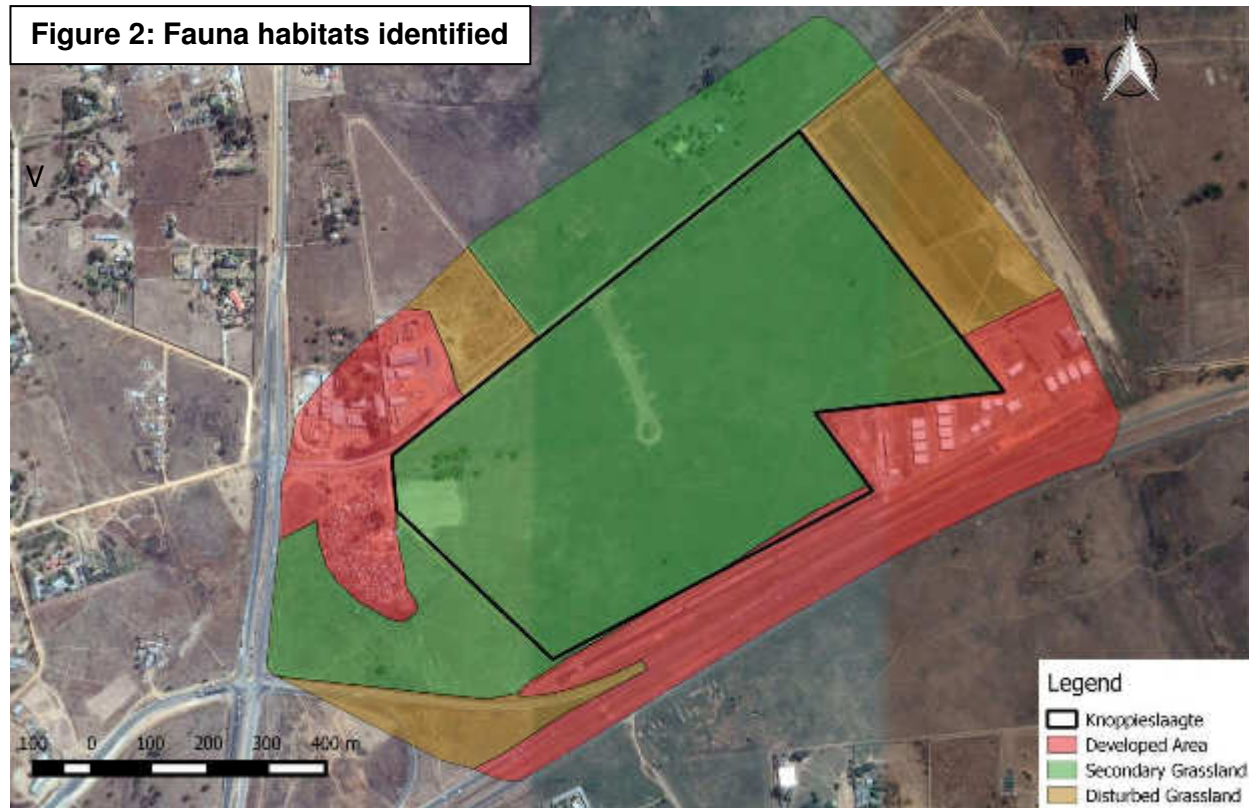 Figure 2: Fauna habitats identified
N
V
100 0 100 200 300 400 m
Legend
Knoppieslaagte
Developed Area
Secondary Grassland
Disturbed Grassland